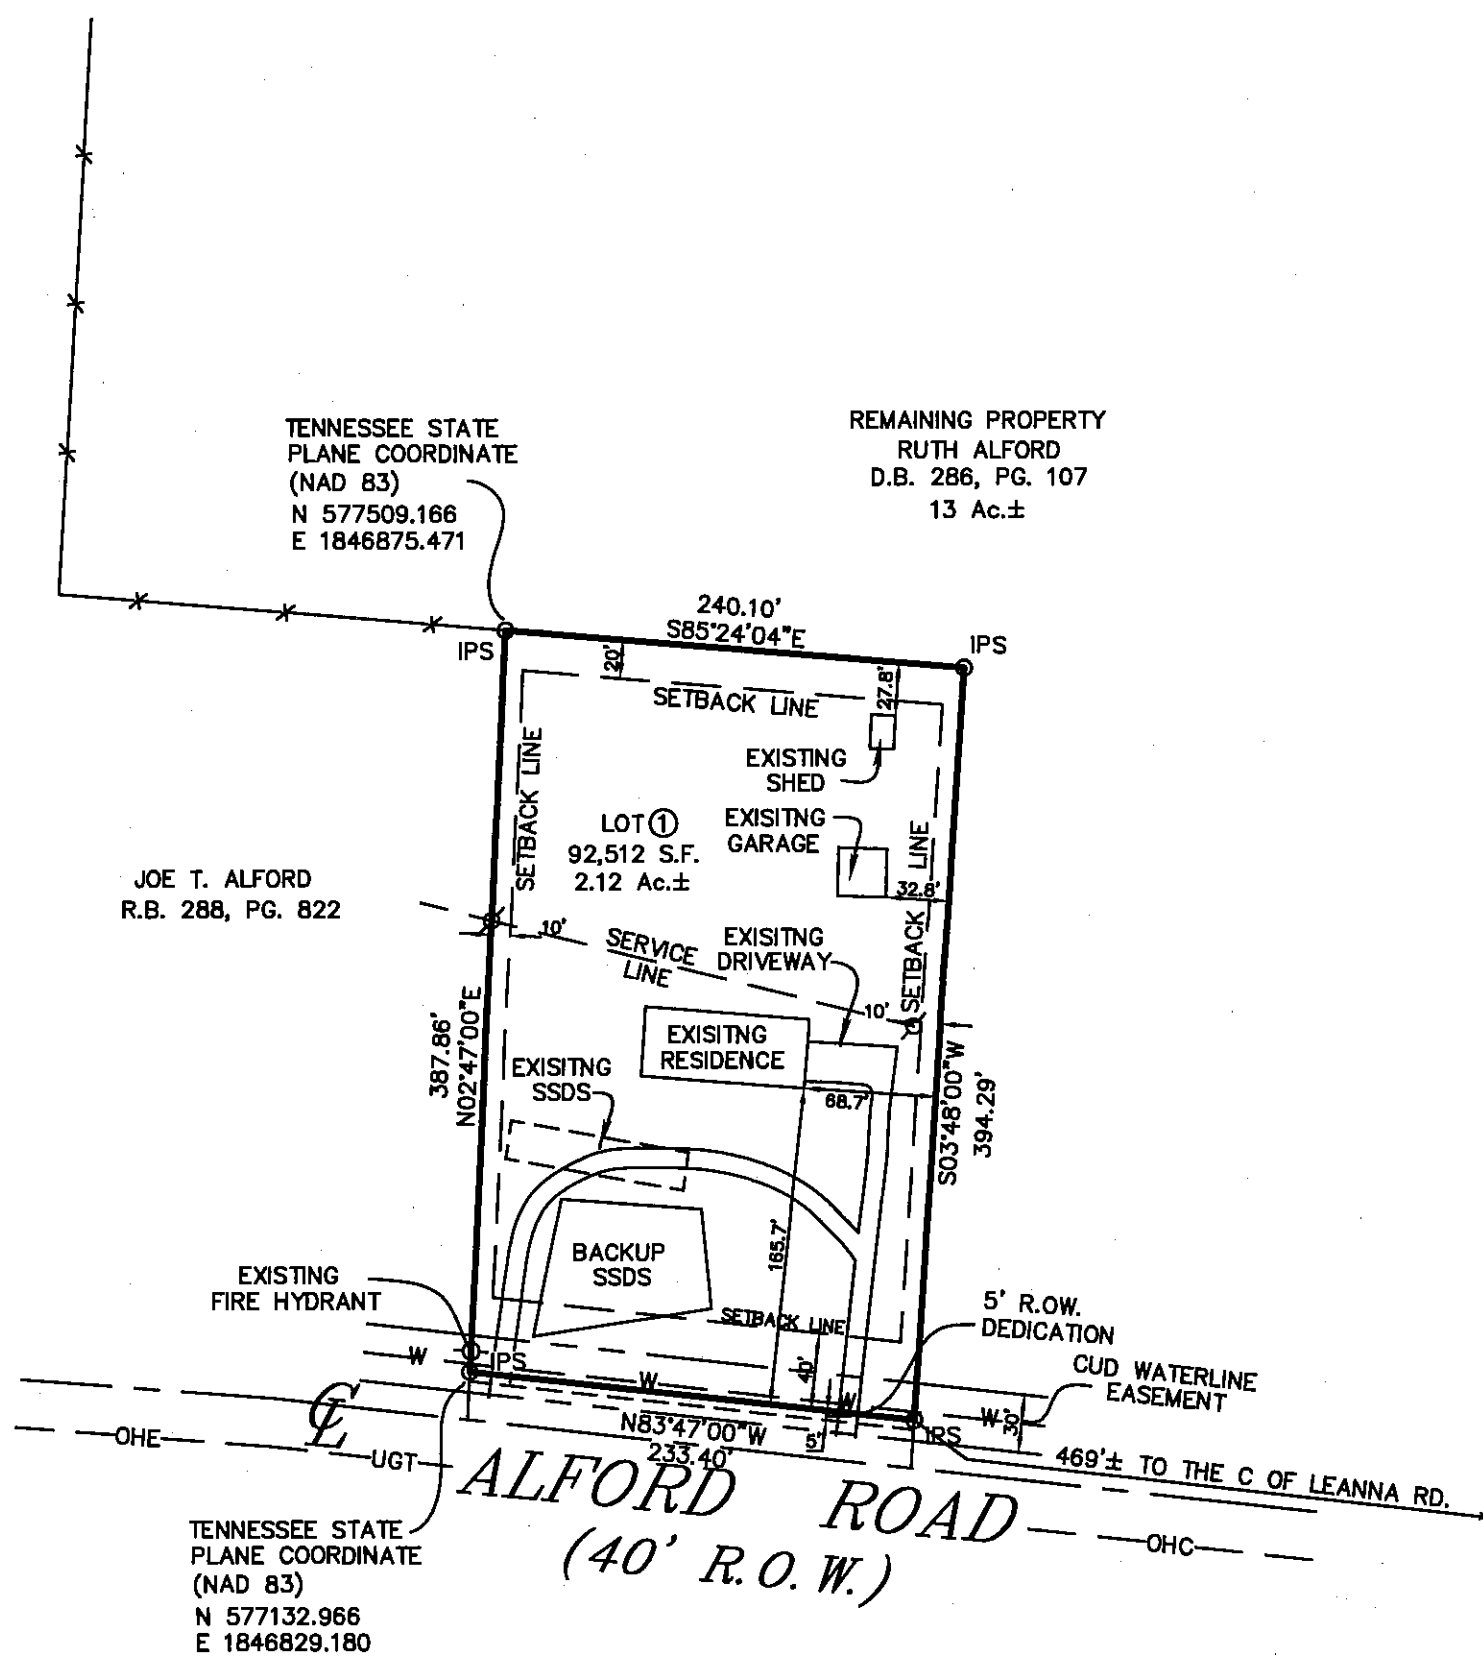 TENNESSEE STATE
PLANE COORDINATE
(NAD 83)
N 577509.166
E 1846875.471
REMAINING PROPERTY
RUTH ALFORD
D.B. 286, PG. 107
13 Ac.±
240.10'
S85°24'04"E
IPS
IPS
20'
27.8'
SETBACK LINE
SETBACK LINE
EXISTING
SHED
LOT 1
92,512 S.F.
2.12 Ac.±
EXISITNG
GARAGE
32.8'
SETBACK LINE
JOE T. ALFORD
R.B. 288, PG. 822
10'
SERVICE
LINE
EXISITNG
DRIVEWAY
10'
387.86'
N02°47'00"E
EXISITNG
RESIDENCE
EXISITNG
SSDS
68.7'
S03°48'00"W
394.29'
165.7'
BACKUP
SSDS
EXISTING
FIRE HYDRANT
SETBACK LINE
5' R.OW.
DEDICATION
CUD WATERLINE
EASEMENT
W
IPS
W
40'
W
W
30'
N83°47'00"W
233.40'
5'
IRS
469'± TO THE C OF LEANNA RD.
OHE
CL
UGT
ALFORD ROAD
(40' R.O.W.)
OHC
TENNESSEE STATE
PLANE COORDINATE
(NAD 83)
N 577132.966
E 1846829.180